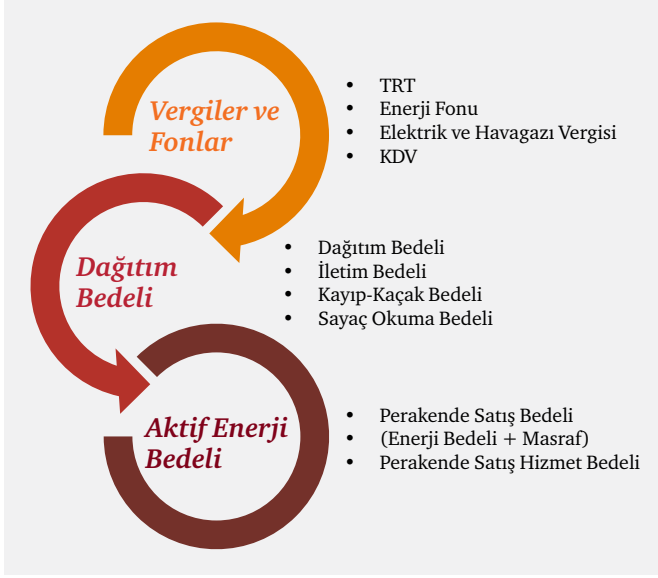 Vergiler ve
Fonlar
• TRT
• Enerji Fonu
• Elektrik ve Havagazı Vergisi
• KDV
Dağıtım
Bedeli
• Dağıtım Bedeli
• İletim Bedeli
• Kayıp-Kaçak Bedeli
• Sayaç Okuma Bedeli
Aktif Enerji
Bedeli
• Perakende Satış Bedeli
• (Enerji Bedeli + Masraf)
• Perakende Satış Hizmet Bedeli